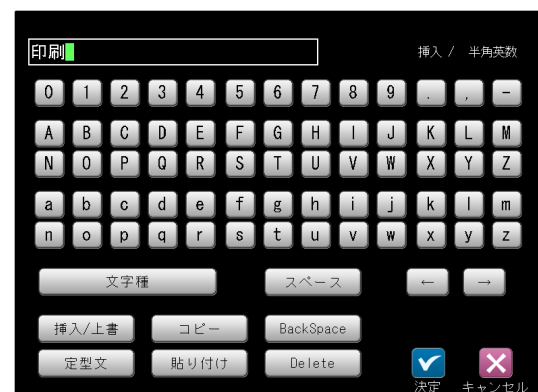 印刷
挿入 / 半角英数
0 1 2 3 4 5 6 7 8 9 . , -
A B C D E F G H I J K L M
N O P Q R S T U V W X Y Z
a b c d e f g h i j k l m
n o p q r s t u v w x y z
文字種 スペース ← →
挿入/上書 コピー BackSpace
定型文 貼り付け Delete
決定 キャンセル